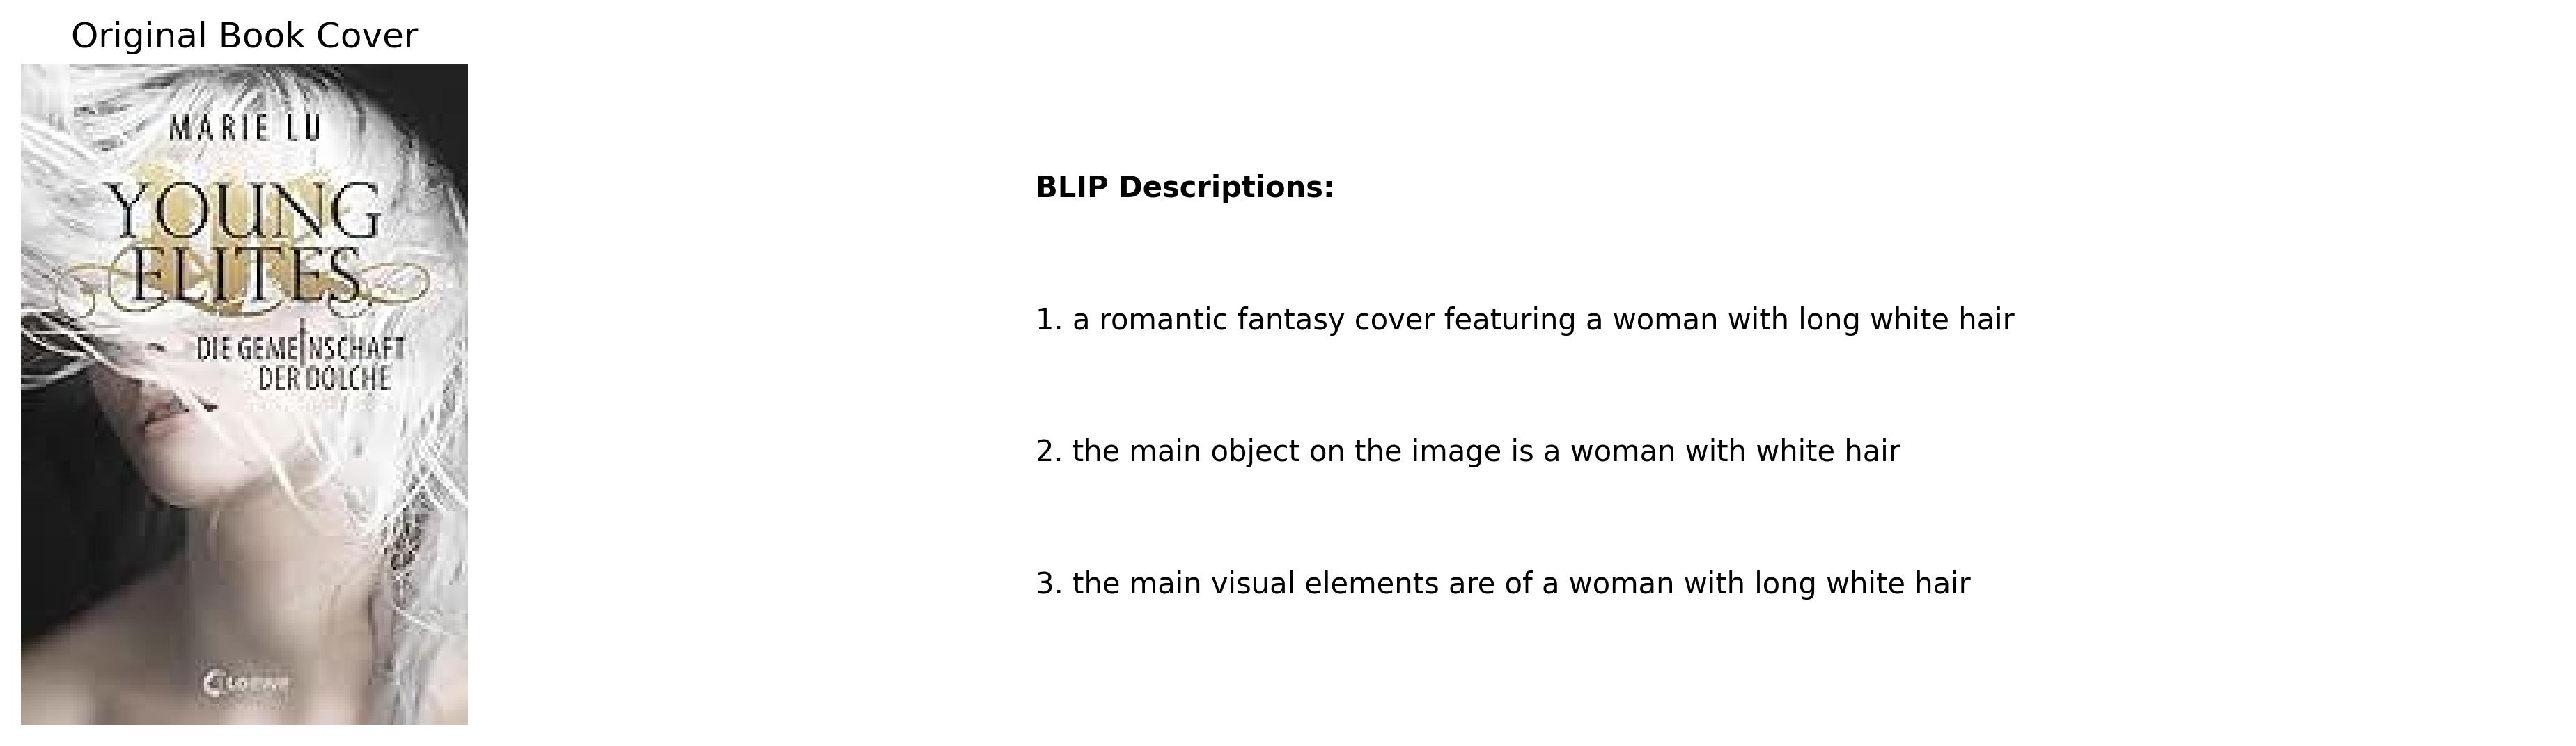 Original Book Cover
MARIE LU
YOUNG
ELITES
DIE GEMEINSCHAFT
DER DOLCHE
LOEWE
BLIP Descriptions:
1. a romantic fantasy cover featuring a woman with long white hair
2. the main object on the image is a woman with white hair
3. the main visual elements are of a woman with long white hair